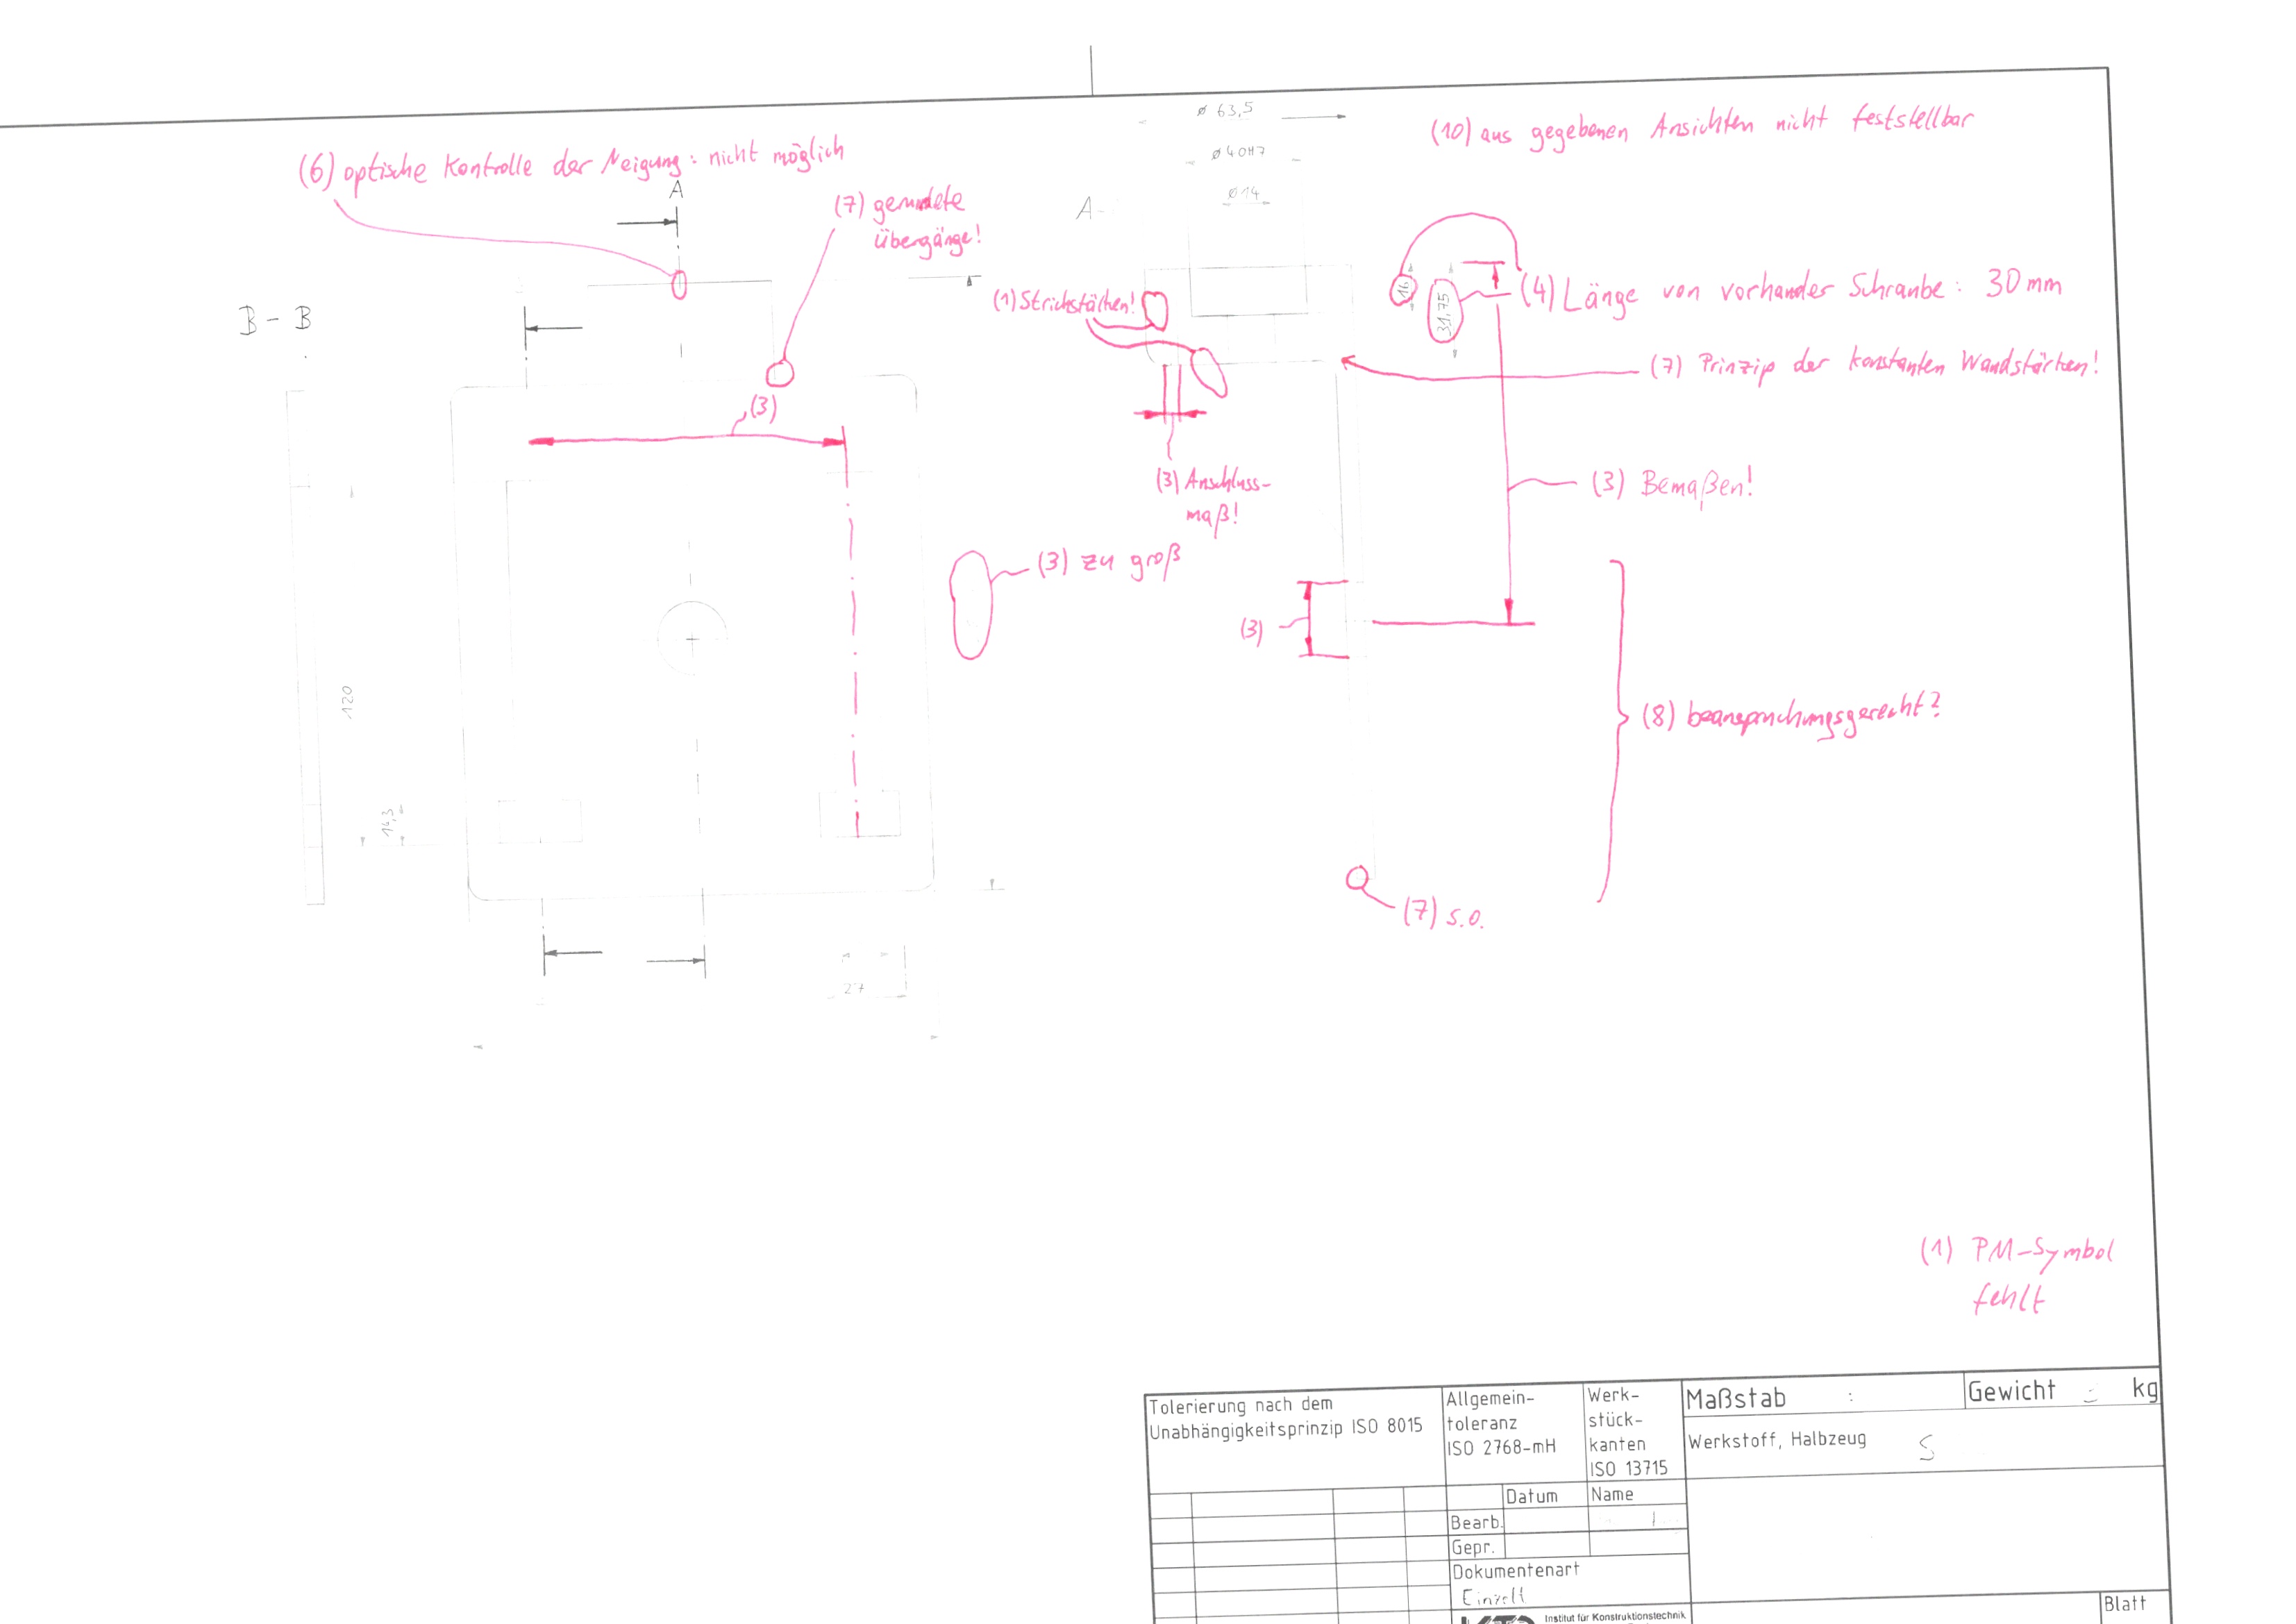 ⌀ 63,5
(10) aus gegebenen Ansichten nicht feststellbar
(6) optische Kontrolle der Neigung: nicht möglich
⌀40H7
A
(7) gerundete
Übergänge!
⌀14
A-
B - B
(1) Strichstärken!
16
31,75
(4) Länge von vorhander Schraube: 30mm
(7) Prinzip der konstanten Wandstärken!
(3)
(3) Anschluss-
maß!
(3) Bemaßen!
(3) zu groß
(3)
120
(8) beanspruchungsgerecht?
14,3
(7) s.o.
27
(1) PM-Symbol
fehlt
Tolerierung nach dem
Unabhängigkeitsprinzip ISO 8015
Allgemein-
toleranz
ISO 2768-mH
Werk-
stück-
kanten
ISO 13715
Maßstab :
Gewicht kg
Werkstoff, Halbzeug S
Datum Name
Bearb.
Gepr.
Dokumentenart
Einzelt
Institut für Konstruktionstechnik
Blatt